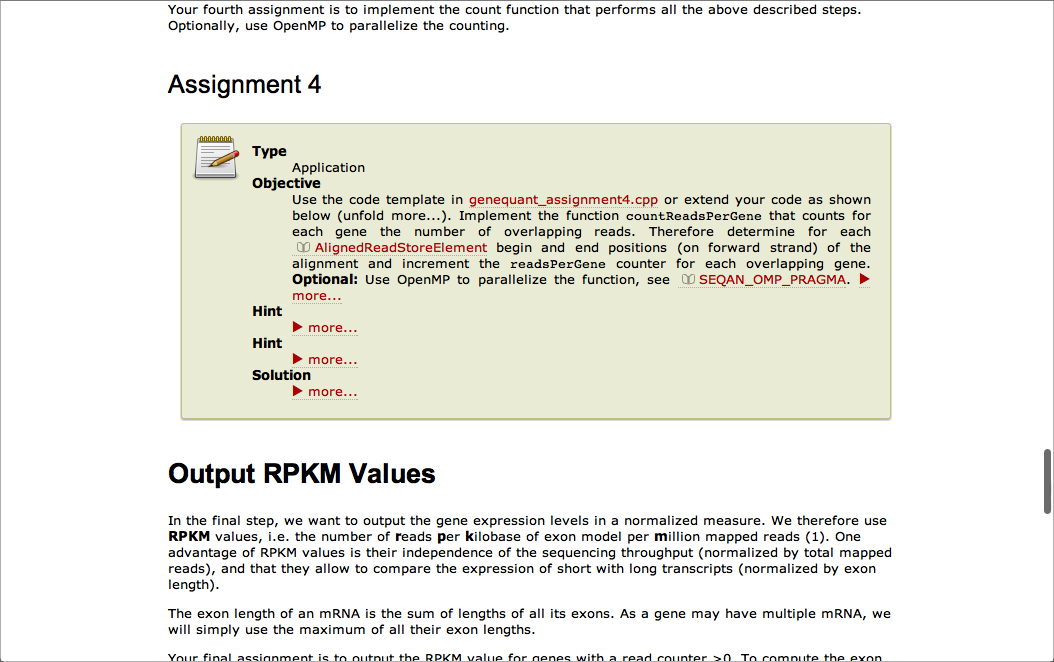 Your fourth assignment is to implement the count function that performs all the above described steps.
Optionally, use OpenMP to parallelize the counting.
Assignment 4
Type
Application
Objective
Use the code template in genequant_assignment4.cpp or extend your code as shown
below (unfold more...). Implement the function countReadsPerGene that counts for
each gene the number of overlapping reads. Therefore determine for each
AlignedReadStoreElement begin and end positions (on forward strand) of the
alignment and increment the readsPerGene counter for each overlapping gene.
Optional: Use OpenMP to parallelize the function, see SEQAN_OMP_PRAGMA. ▶
more...
Hint
▶ more...
Hint
▶ more...
Solution
▶ more...
Output RPKM Values
In the final step, we want to output the gene expression levels in a normalized measure. We therefore use
RPKM values, i.e. the number of reads per kilobase of exon model per million mapped reads (1). One
advantage of RPKM values is their independence of the sequencing throughput (normalized by total mapped
reads), and that they allow to compare the expression of short with long transcripts (normalized by exon
length).
The exon length of an mRNA is the sum of lengths of all its exons. As a gene may have multiple mRNA, we
will simply use the maximum of all their exon lengths.
Your final assignment is to output the RPKM value for genes with a read counter >0. To compute the exon